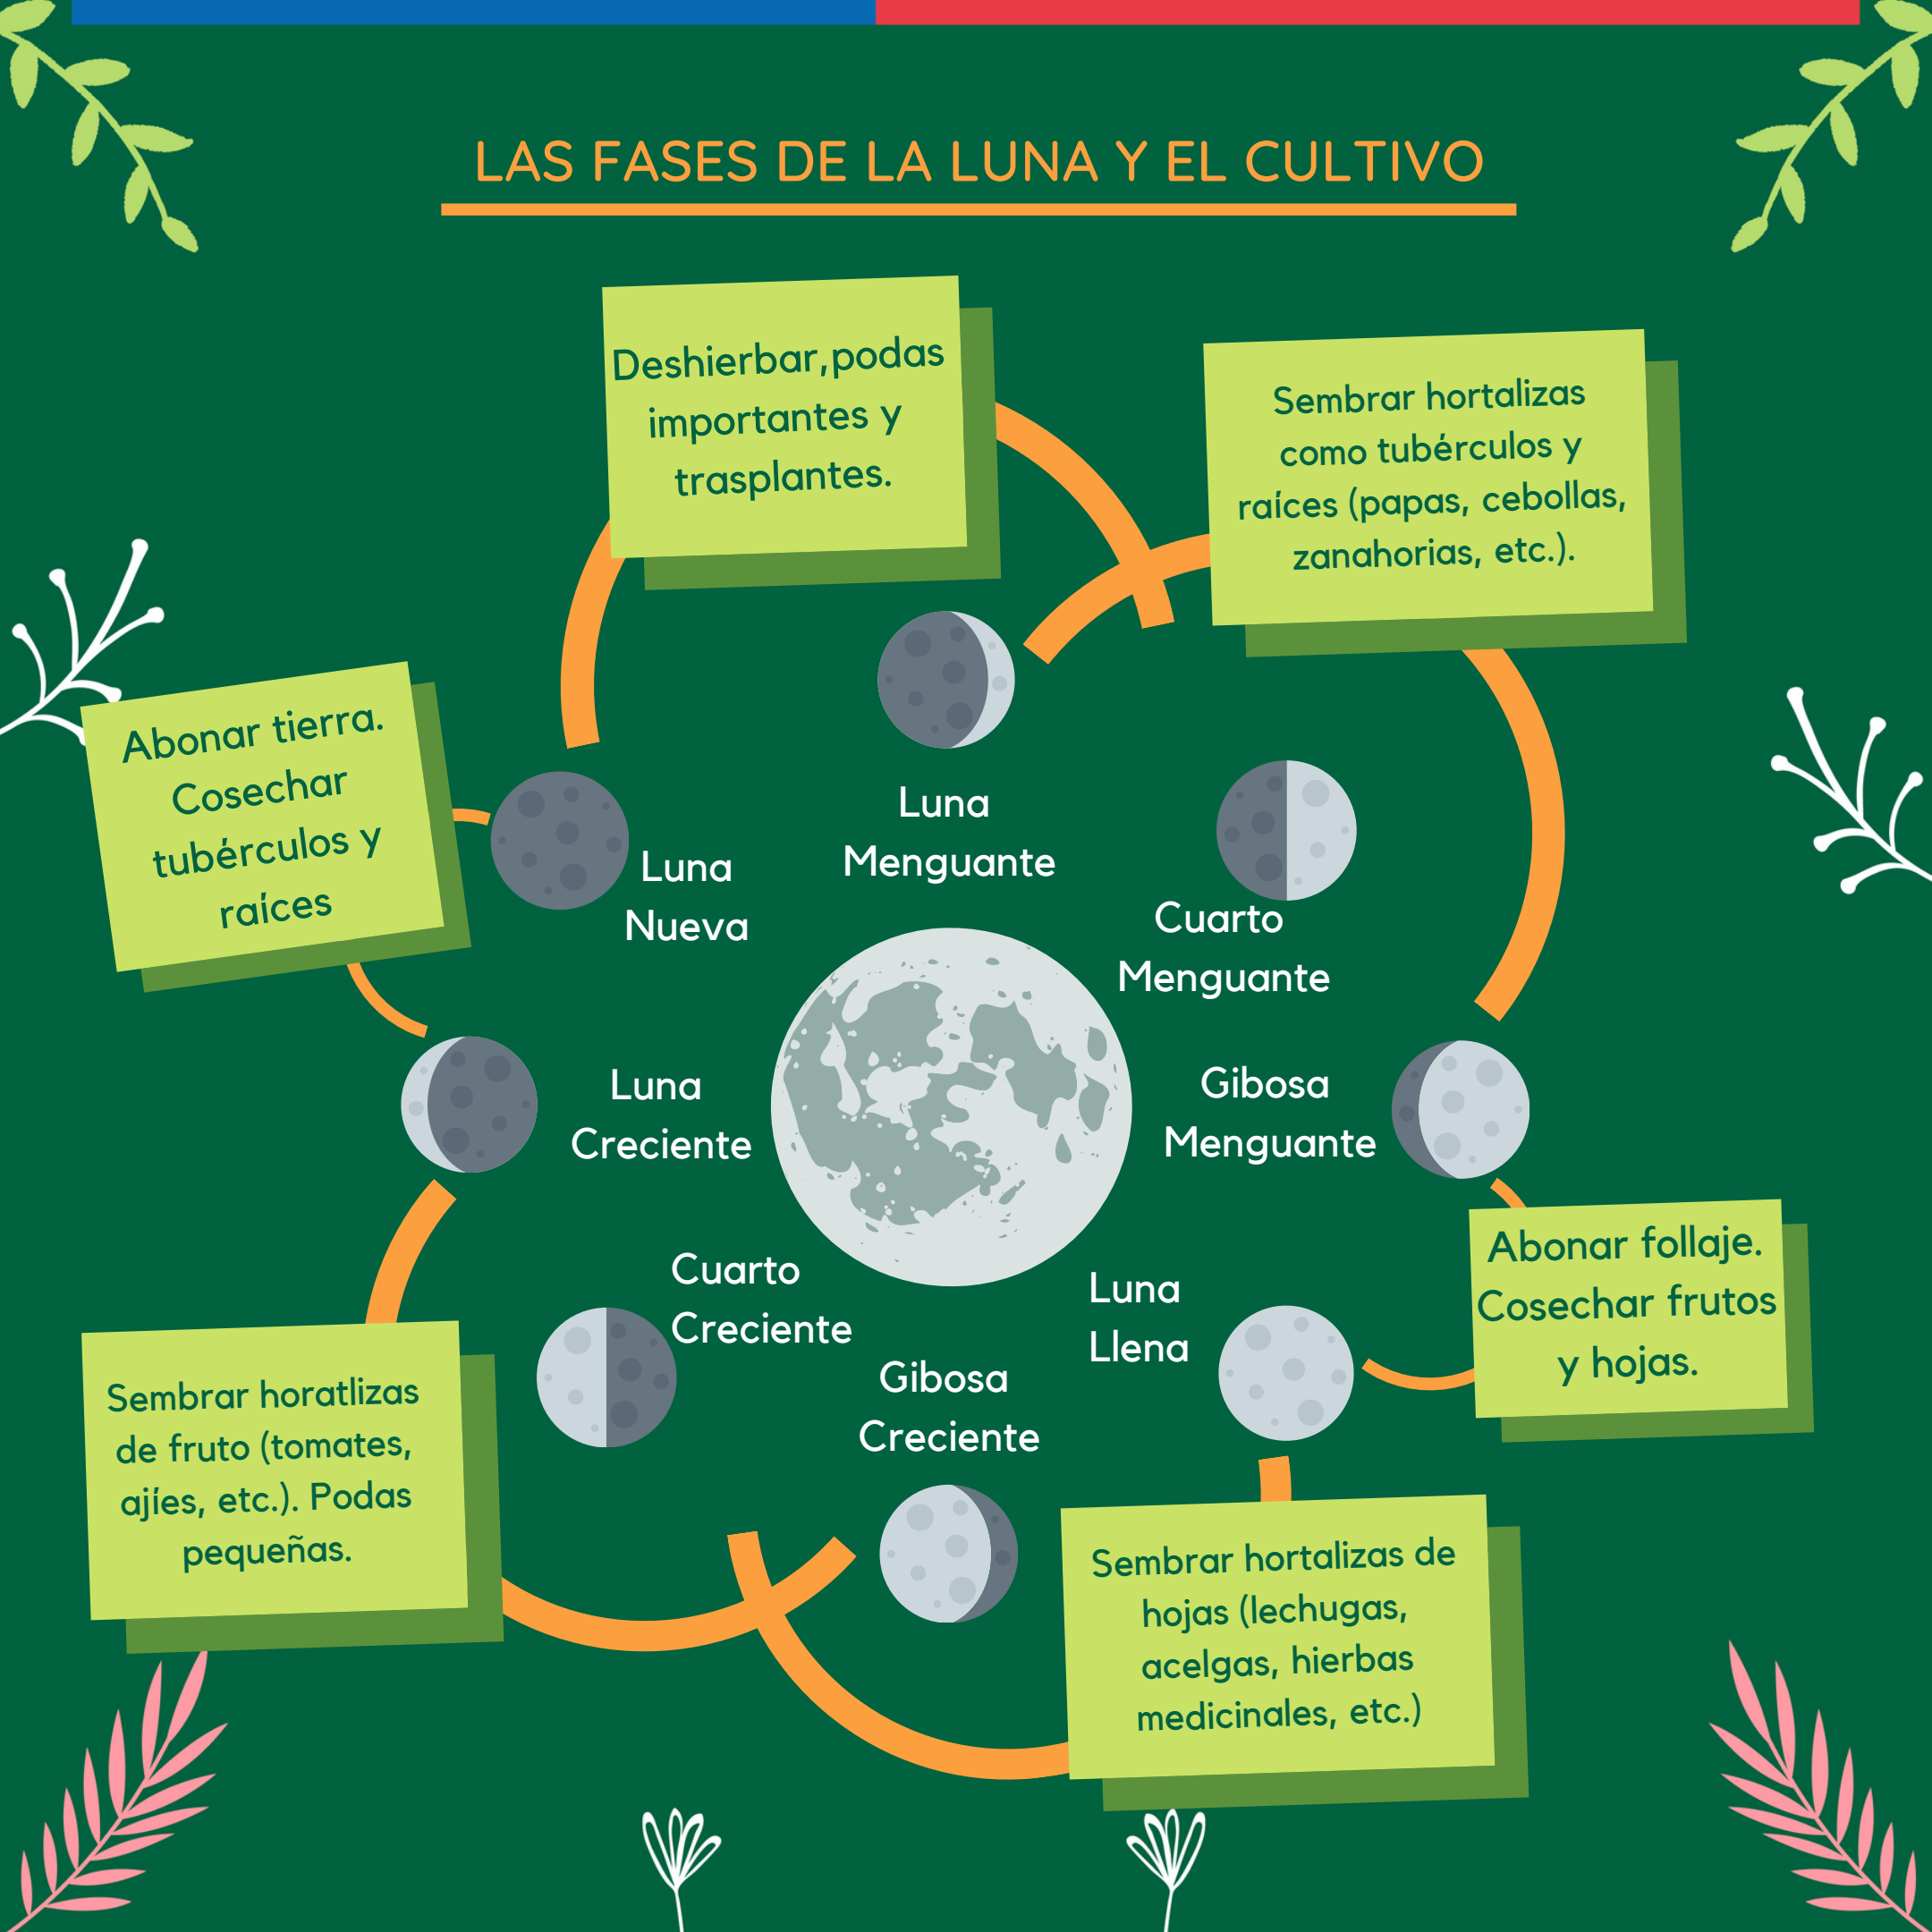 LAS FASES DE LA LUNA Y EL CULTIVO
Deshierbar,podas
importantes y
trasplantes.
Sembrar hortalizas
como tubérculos y
raíces (papas, cebollas,
zanahorias, etc.).
Abonar tierra.
Cosechar
tubérculos y
raíces
Luna
Nueva
Luna
Menguante
Cuarto
Menguante
Luna
Creciente
Gibosa
Menguante
Cuarto
Creciente
Gibosa
Creciente
Luna
Llena
Abonar follaje.
Cosechar frutos
y hojas.
Sembrar horatlizas
de fruto (tomates,
ajíes, etc.). Podas
pequeñas.
Sembrar hortalizas de
hojas (lechugas,
acelgas, hierbas
medicinales, etc.)